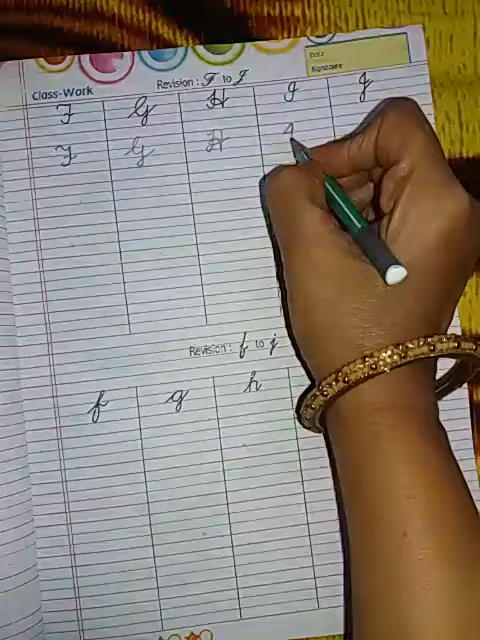 Date
Signature
Class-Work Revision : F to J
F G H I J
F G H
Revision : f to j
f g h